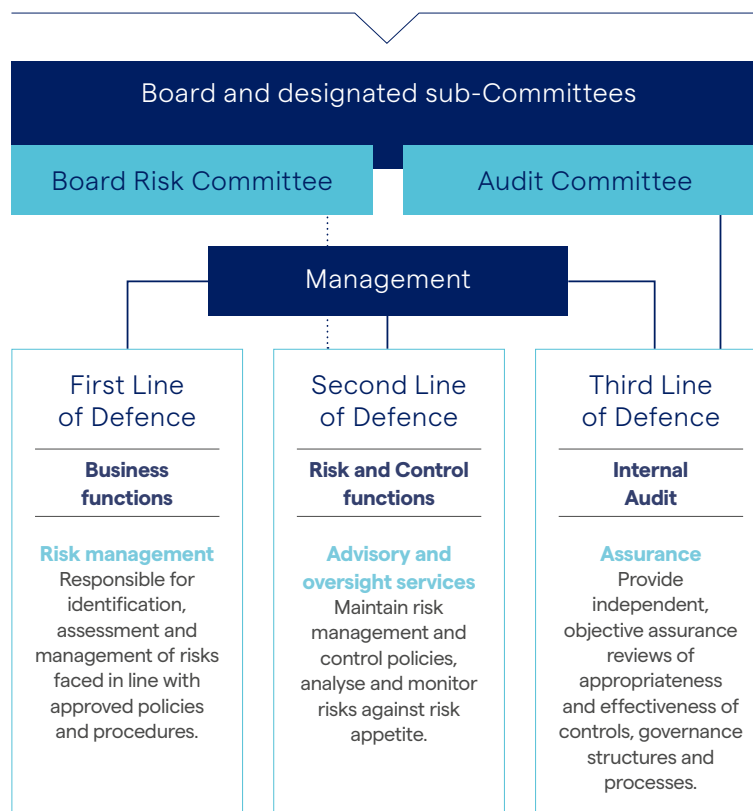 Board and designated sub-Committees
Board Risk Committee
Audit Committee
Management
First Line
of Defence
Business
functions
Risk management
Responsible for
identification,
assessment and
management of risks
faced in line with
approved policies
and procedures.
Second Line
of Defence
Risk and Control
functions
Advisory and
oversight services
Maintain risk
management and
control policies,
analyse and monitor
risks against risk
appetite.
Third Line
of Defence
Internal
Audit
Assurance
Provide
independent,
objective assurance
reviews of
appropriateness
and effectiveness of
controls, governance
structures and
processes.